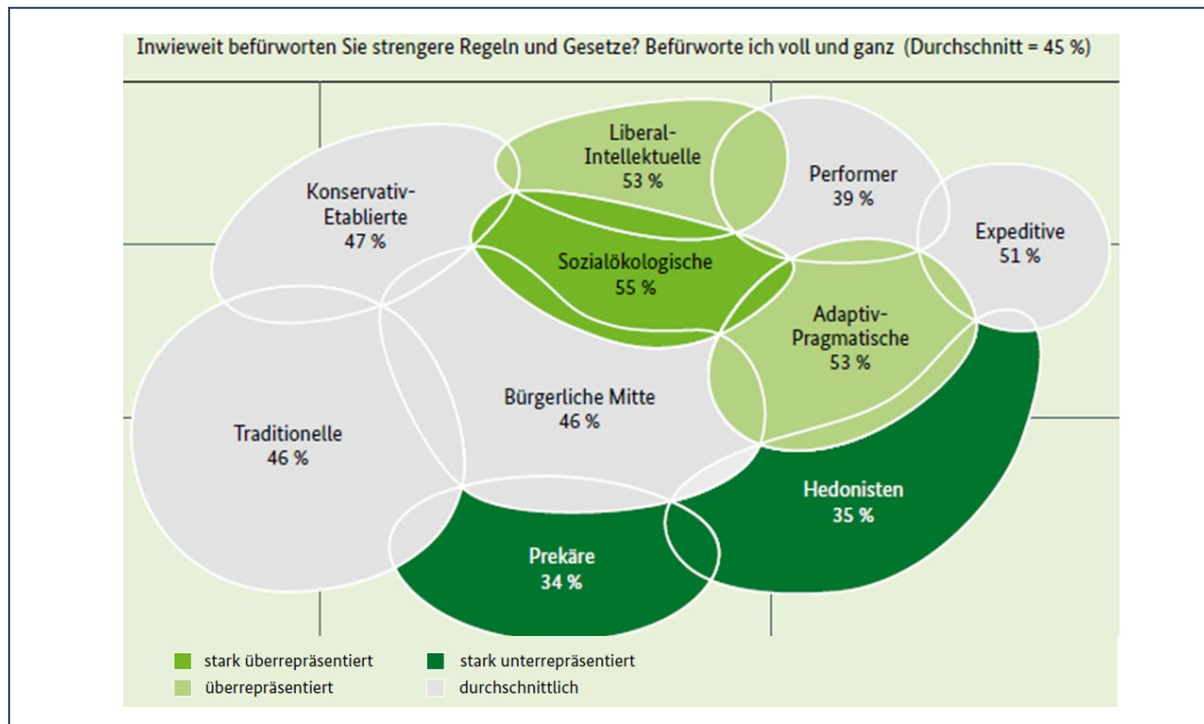 Inwieweit befürworten Sie strengere Regeln und Gesetze? Befürworte ich voll und ganz (Durchschnitt = 45 %)
Liberal-
Intellektuelle
53 %
Performer
39 %
Konservativ-
Etablierte
47 %
Expeditive
51 %
Sozialökologische
55 %
Adaptiv-
Pragmatische
53 %
Bürgerliche Mitte
46 %
Traditionelle
46 %
Hedonisten
35 %
Prekäre
34 %
stark überrepräsentiert
stark unterrepräsentiert
überrepräsentiert
durchschnittlich